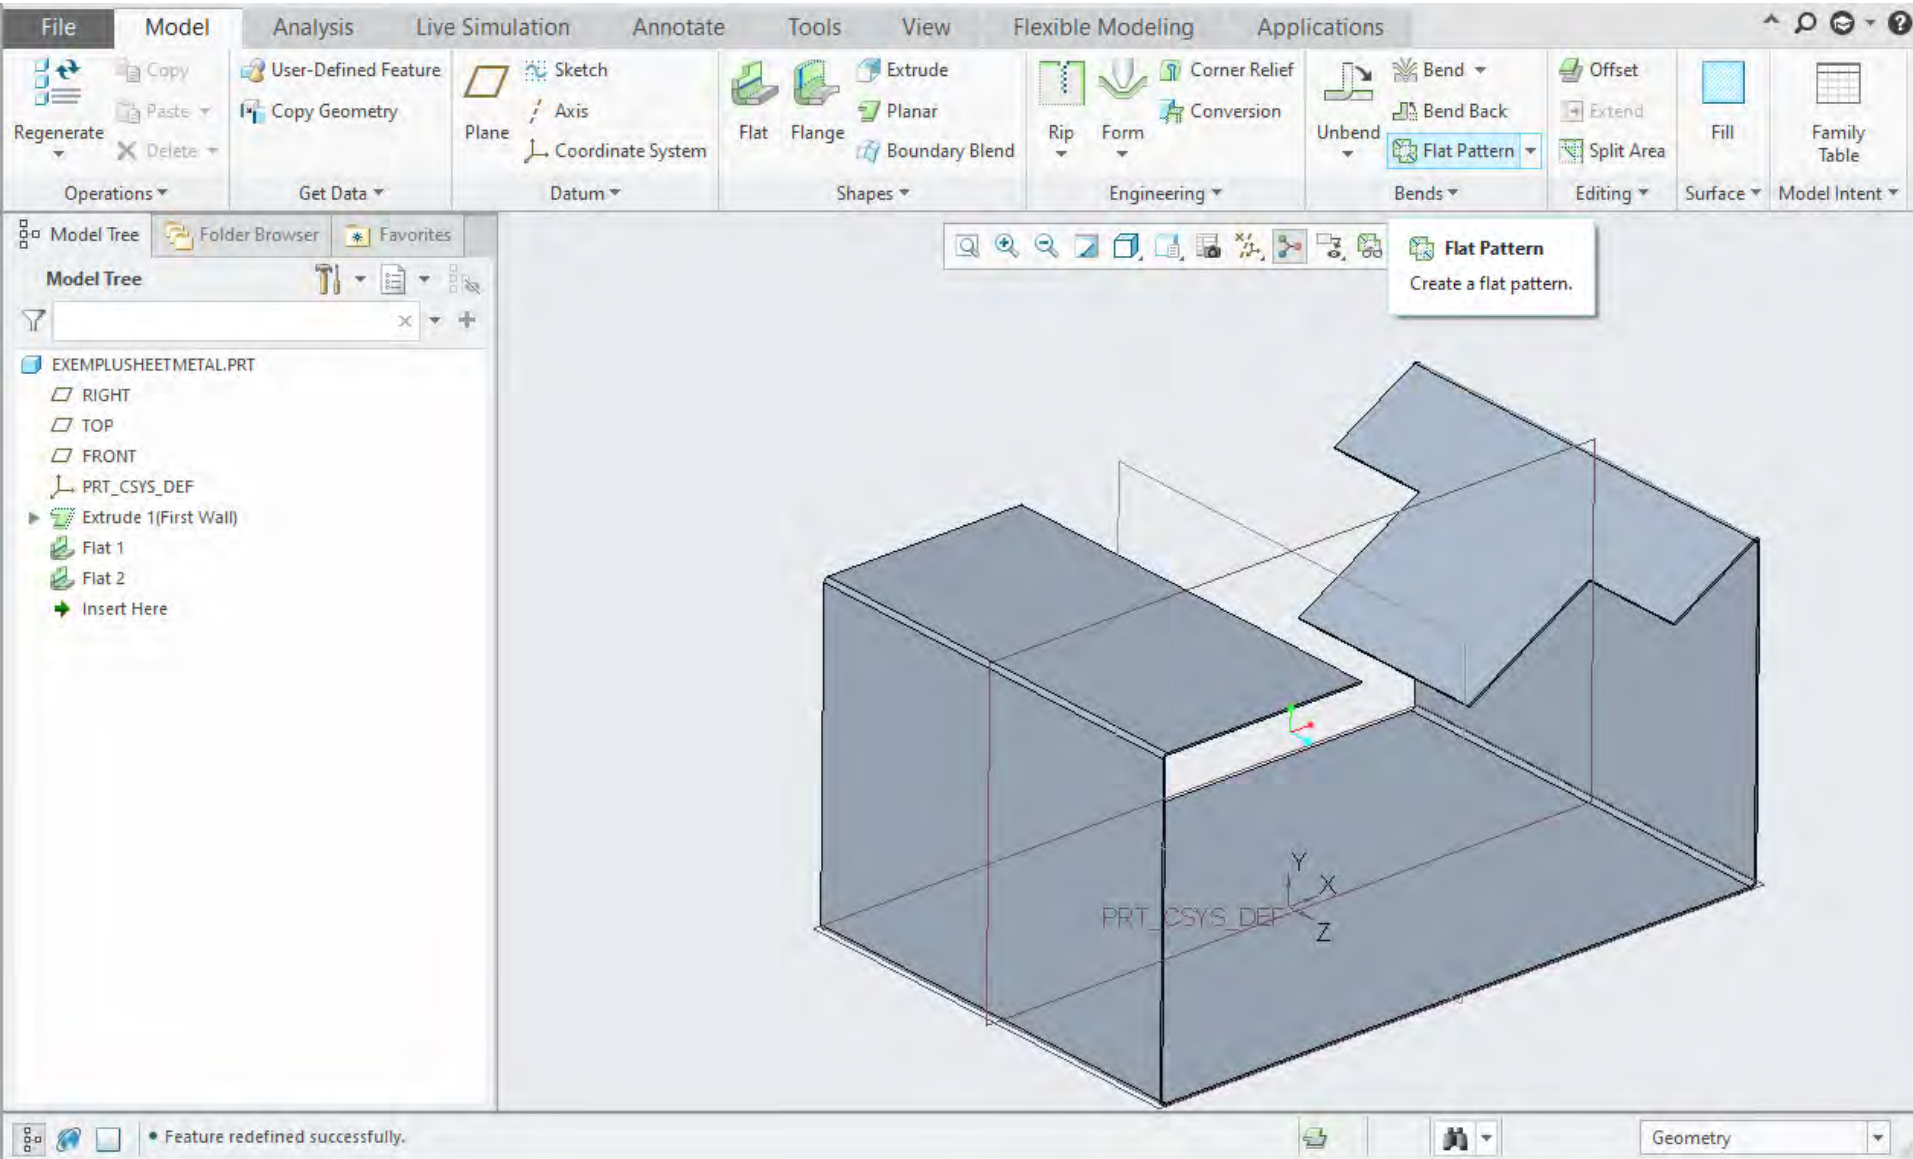 File Model Analysis Live Simulation Annotate Tools View Flexible Modeling Applications
Regenerate
Copy
Paste
Delete
Operations
User-Defined Feature
Copy Geometry
Get Data
Plane
Sketch
Axis
Coordinate System
Datum
Flat
Flange
Extrude
Planar
Boundary Blend
Shapes
Rip
Form
Corner Relief
Conversion
Engineering
Unbend
Bend
Bend Back
Flat Pattern
Bends
Offset
Extend
Split Area
Editing
Fill
Surface
Family
Table
Model Intent
Model Tree Folder Browser Favorites
Model Tree
EXEMPLUSHEETMETAL.PRT
RIGHT
TOP
FRONT
PRT_CSYS_DEF
Extrude 1(First Wall)
Flat 1
Flat 2
Insert Here
Flat Pattern
Create a flat pattern.
Y
X
PRT_CSYS_DEF
Z
• Feature redefined successfully.
Geometry